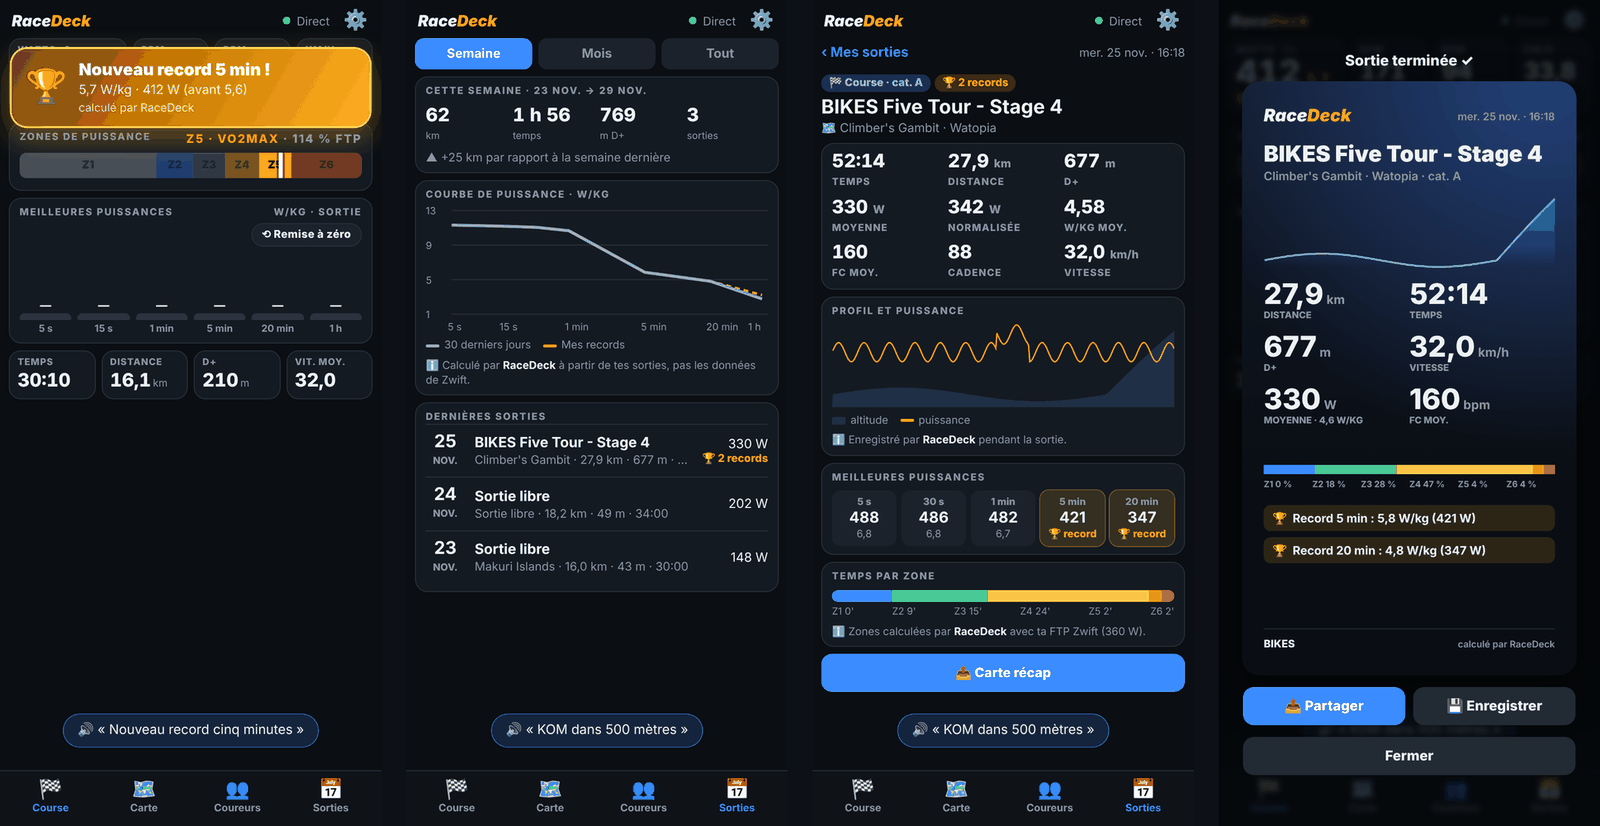 RaceDeck
Direct
Nouveau record 5 min !
5,7 W/kg · 412 W (avant 5,6)
calculé par RaceDeck
ZONES DE PUISSANCE
Z5 · VO2MAX · 114 % FTP
Z1 Z2 Z3 Z4 Z5 Z6
MEILLEURES PUISSANCES
W/KG · SORTIE
⟲ Remise à zéro
— — — — — —
5 s 15 s 1 min 5 min 20 min 1 h
TEMPS DISTANCE D+ VIT. MOY.
30:10 16,1 km 210 m 32,0
« Nouveau record cinq minutes »
Course Carte Coureurs Sorties
RaceDeck
Direct
Semaine Mois Tout
CETTE SEMAINE · 23 NOV. → 29 NOV.
62 1 h 56 769 3
km temps m D+ sorties
▲ +25 km par rapport à la semaine dernière
COURBE DE PUISSANCE · W/KG
13
9
5
1
5 s 15 s 1 min 5 min 20 min 1 h
30 derniers jours Mes records
Calculé par RaceDeck à partir de tes sorties, pas les données
de Zwift.
DERNIÈRES SORTIES
25 NOV.
BIKES Five Tour - Stage 4
Climber's Gambit · 27,9 km · 677 m · ...
330 W
2 records
24 NOV.
Sortie libre
Sortie libre · 18,2 km · 49 m · 34:00
202 W
23 NOV.
Sortie libre
Makuri Islands · 16,0 km · 43 m · 30:00
148 W
« KOM dans 500 mètres »
Course Carte Coureurs Sorties
RaceDeck
Direct
‹ Mes sorties
mer. 25 nov. · 16:18
Course · cat. A
2 records
BIKES Five Tour - Stage 4
Climber's Gambit · Watopia
52:14 27,9 km 677 m
TEMPS DISTANCE D+
330 W 342 W 4,58
MOYENNE NORMALISÉE W/KG MOY.
160 88 32,0 km/h
FC MOY. CADENCE VITESSE
PROFIL ET PUISSANCE
altitude puissance
Enregistré par RaceDeck pendant la sortie.
MEILLEURES PUISSANCES
5 s 30 s 1 min 5 min 20 min
488 486 482 421 347
6,8 6,8 6,7 record record
TEMPS PAR ZONE
Z1 0' Z2 9' Z3 15' Z4 24' Z5 2' Z6 2'
Zones calculées par RaceDeck avec ta FTP Zwift (360 W).
Carte récap
« KOM dans 500 mètres »
Course Carte Coureurs Sorties
Sortie terminée ✓
RaceDeck
mer. 25 nov. · 16:18
BIKES Five Tour - Stage 4
Climber's Gambit · Watopia · cat. A
27,9 km 52:14
DISTANCE TEMPS
677 m 32,0 km/h
D+ VITESSE
330 W 160 bpm
MOYENNE · 4,6 W/KG FC MOY.
Z1 0 % Z2 18 % Z3 28 % Z4 47 % Z5 4 % Z6 4 %
Record 5 min : 5,8 W/kg (421 W)
Record 20 min : 4,8 W/kg (347 W)
BIKES
calculé par RaceDeck
Partager Enregistrer
Fermer